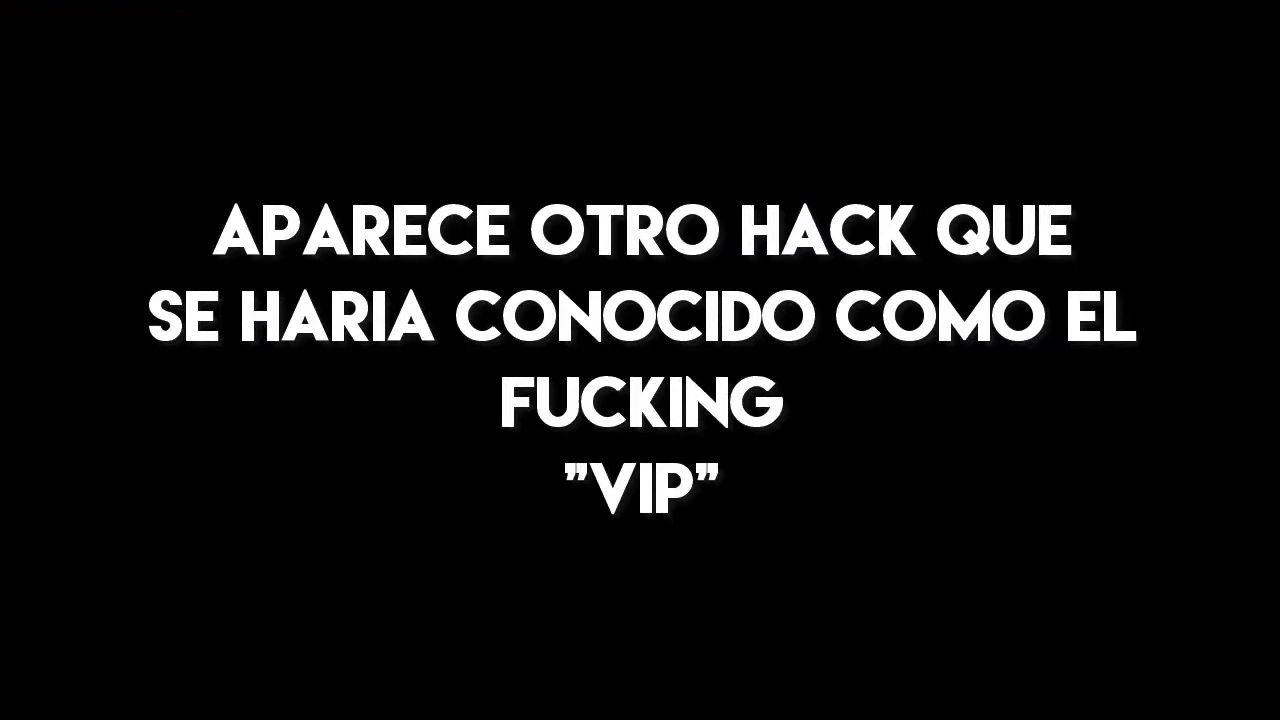 APARECE OTRO HACK QUE
SE HARIA CONOCIDO COMO EL
FUCKING
"VIP"